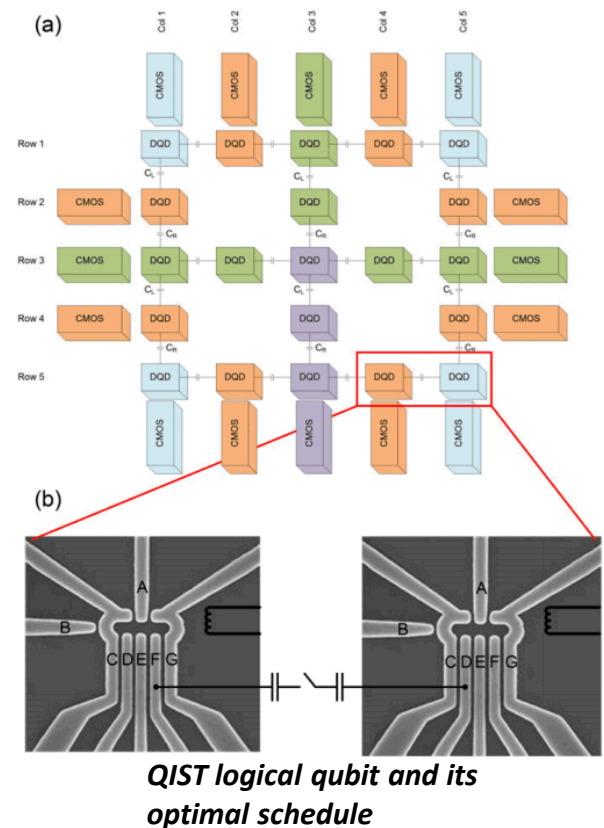 (a)
Col 1 Col 2 Col 3 Col 4 Col 5
CMOS CMOS CMOS CMOS CMOS
Row 1 DQD DQD DQD DQD DQD
CL CL CL
Row 2 CMOS DQD DQD DQD CMOS
CR CR CR
Row 3 CMOS DQD DQD DQD DQD DQD CMOS
CL CL CL
Row 4 CMOS DQD DQD DQD CMOS
CR CR CR
Row 5 DQD DQD DQD DQD DQD
CMOS CMOS CMOS CMOS CMOS
(b)
A A
B B
C D E F G C D E F G
QIST logical qubit and its
optimal schedule